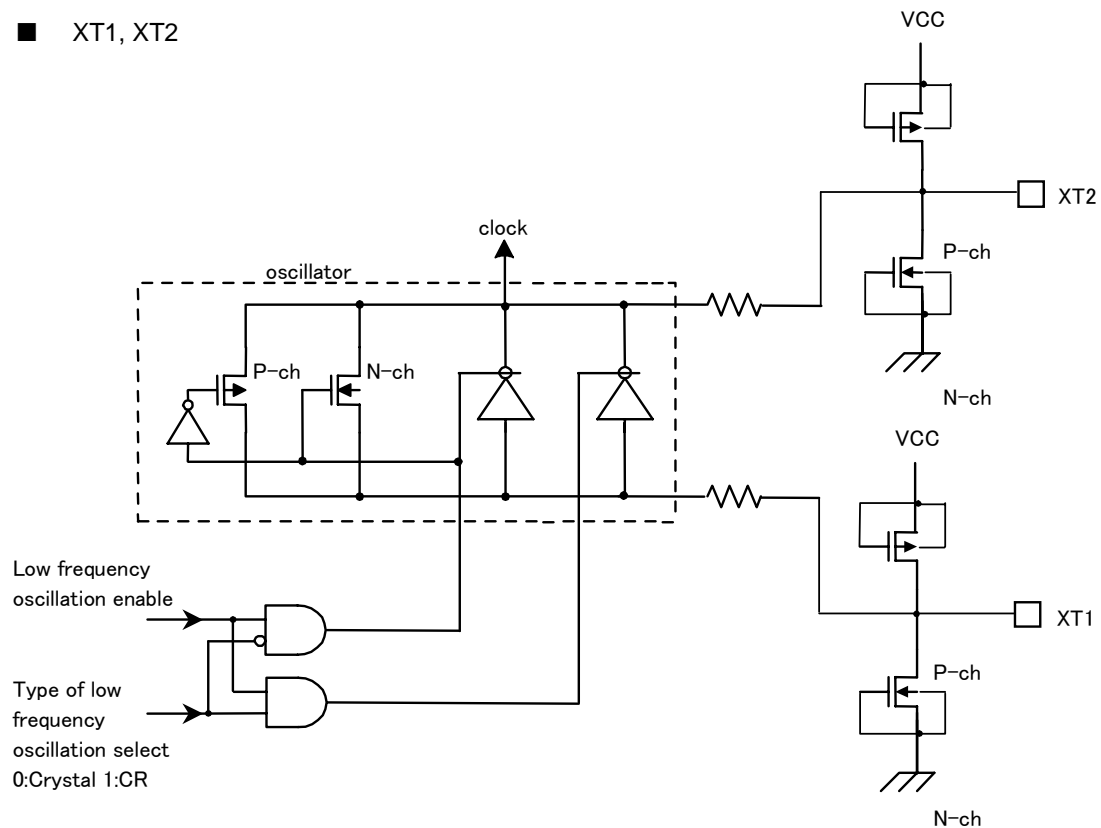 ■ XT1, XT2
VCC
XT2
P-ch
N-ch
clock
oscillator
P-ch
N-ch
VCC
XT1
P-ch
N-ch
Low frequency
oscillation enable
Type of low
frequency
oscillation select
0:Crystal 1:CR